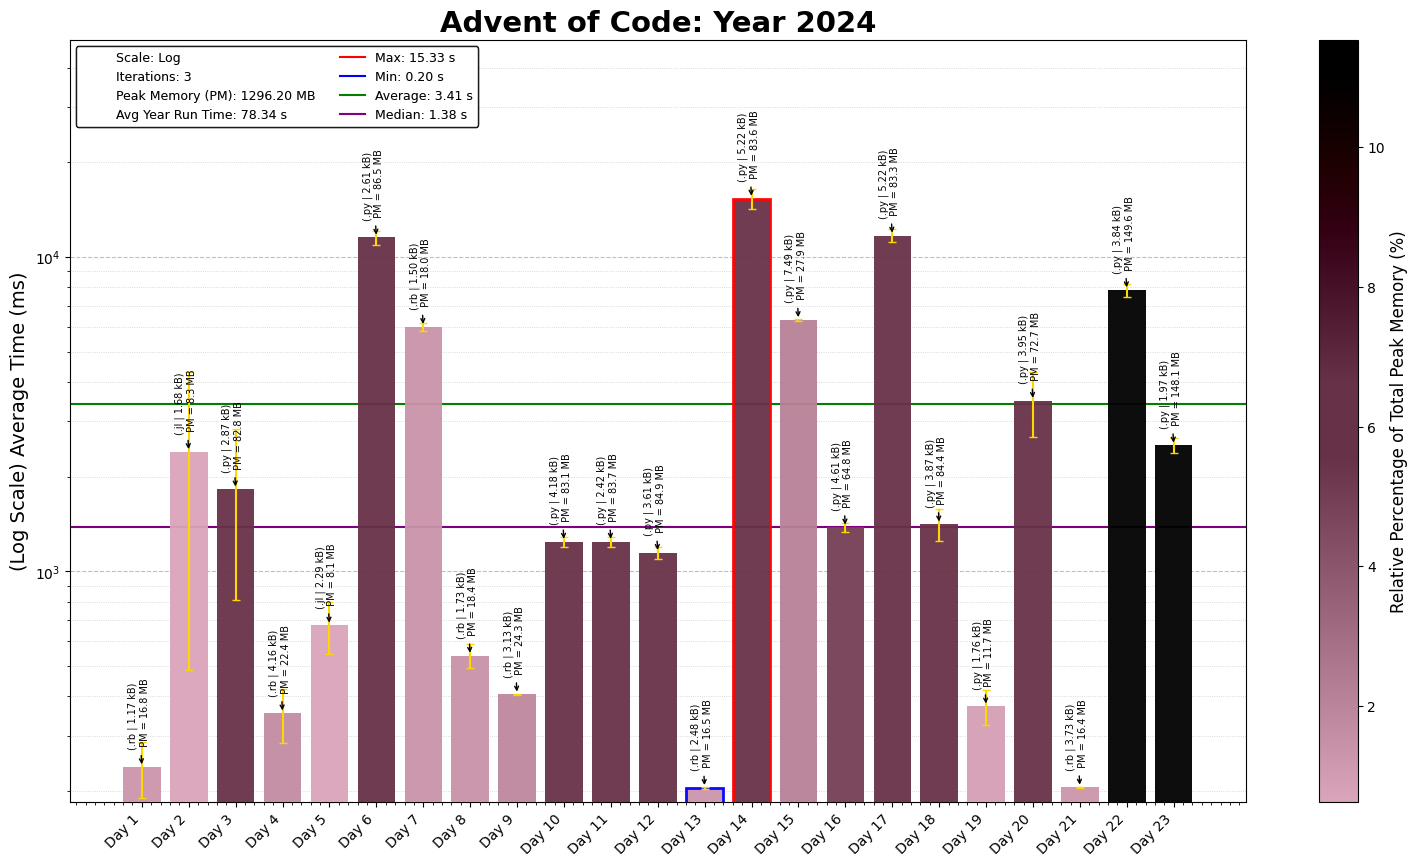 Advent of Code: Year 2024
Scale: Log
Iterations: 3
Peak Memory (PM): 1296.20 MB
Avg Year Run Time: 78.34 s
Max: 15.33 s
Min: 0.20 s
Average: 3.41 s
Median: 1.38 s
(Log Scale) Average Time (ms)
10⁴
10³
(.rb | 1.17 kB)
PM = 16.8 MB
(.jl | 1.68 kB)
PM = 8.3 MB
(.py | 2.87 kB)
PM = 82.8 MB
(.rb | 4.16 kB)
PM = 22.4 MB
(.jl | 2.29 kB)
PM = 8.1 MB
(.py | 2.61 kB)
PM = 86.5 MB
(.rb | 1.50 kB)
PM = 18.0 MB
(.rb | 1.73 kB)
PM = 18.4 MB
(.rb | 3.13 kB)
PM = 24.3 MB
(.py | 4.18 kB)
PM = 83.1 MB
(.py | 2.42 kB)
PM = 83.7 MB
(.py | 3.61 kB)
PM = 84.9 MB
(.rb | 2.48 kB)
PM = 16.5 MB
(.py | 5.22 kB)
PM = 83.6 MB
(.py | 7.49 kB)
PM = 27.9 MB
(.py | 4.61 kB)
PM = 64.8 MB
(.py | 5.22 kB)
PM = 83.3 MB
(.py | 3.87 kB)
PM = 84.4 MB
(.py | 1.76 kB)
PM = 11.7 MB
(.py | 3.95 kB)
PM = 72.7 MB
(.rb | 3.73 kB)
PM = 16.4 MB
(.py | 3.84 kB)
PM = 149.6 MB
(.py | 1.97 kB)
PM = 148.1 MB
Day 1
Day 2
Day 3
Day 4
Day 5
Day 6
Day 7
Day 8
Day 9
Day 10
Day 11
Day 12
Day 13
Day 14
Day 15
Day 16
Day 17
Day 18
Day 19
Day 20
Day 21
Day 22
Day 23
10
8
6
4
2
Relative Percentage of Total Peak Memory (%)